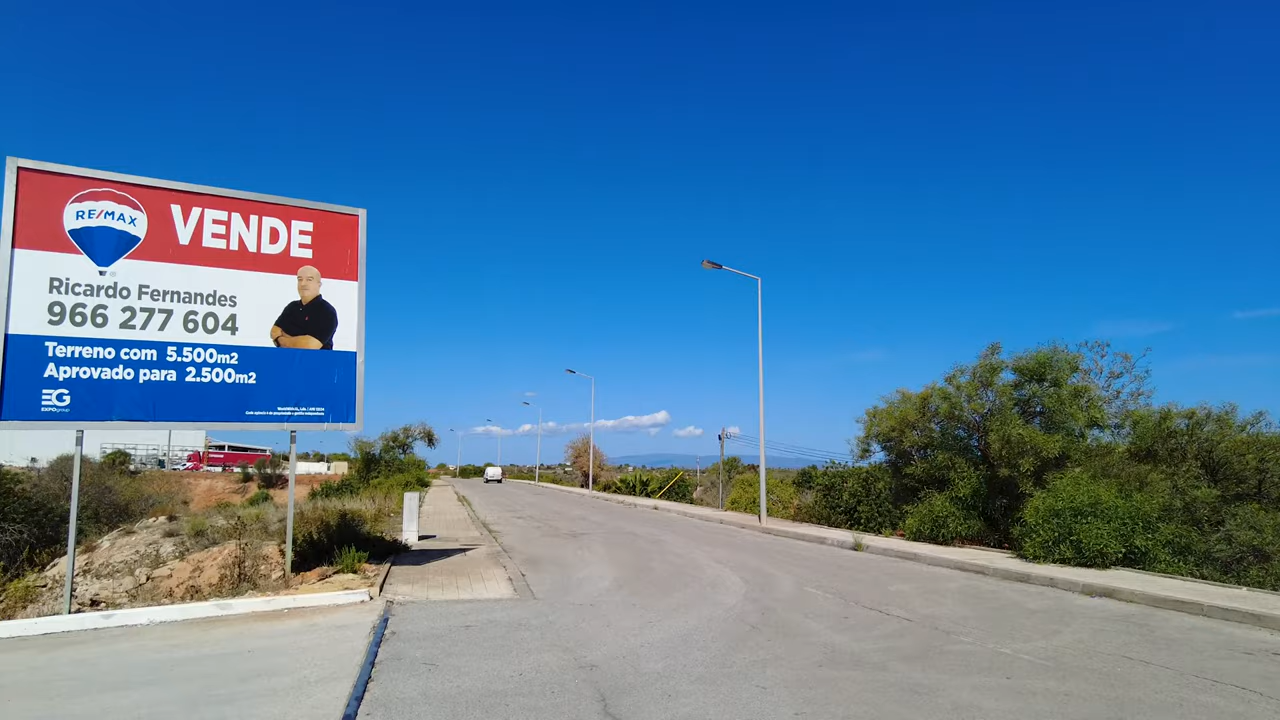 RE/MAX
VENDE
Ricardo Fernandes
966 277 604
Terreno com 5.500m2
Aprovado para 2.500m2
EG
EXPOgroup